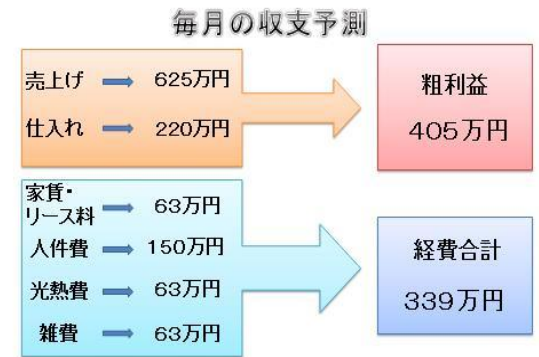 毎月の収支予測
売上げ 625万円
仕入れ 220万円
粗利益
405万円
家賃・
リース料 63万円
人件費 150万円
光熱費 63万円
雑費 63万円
経費合計
339万円